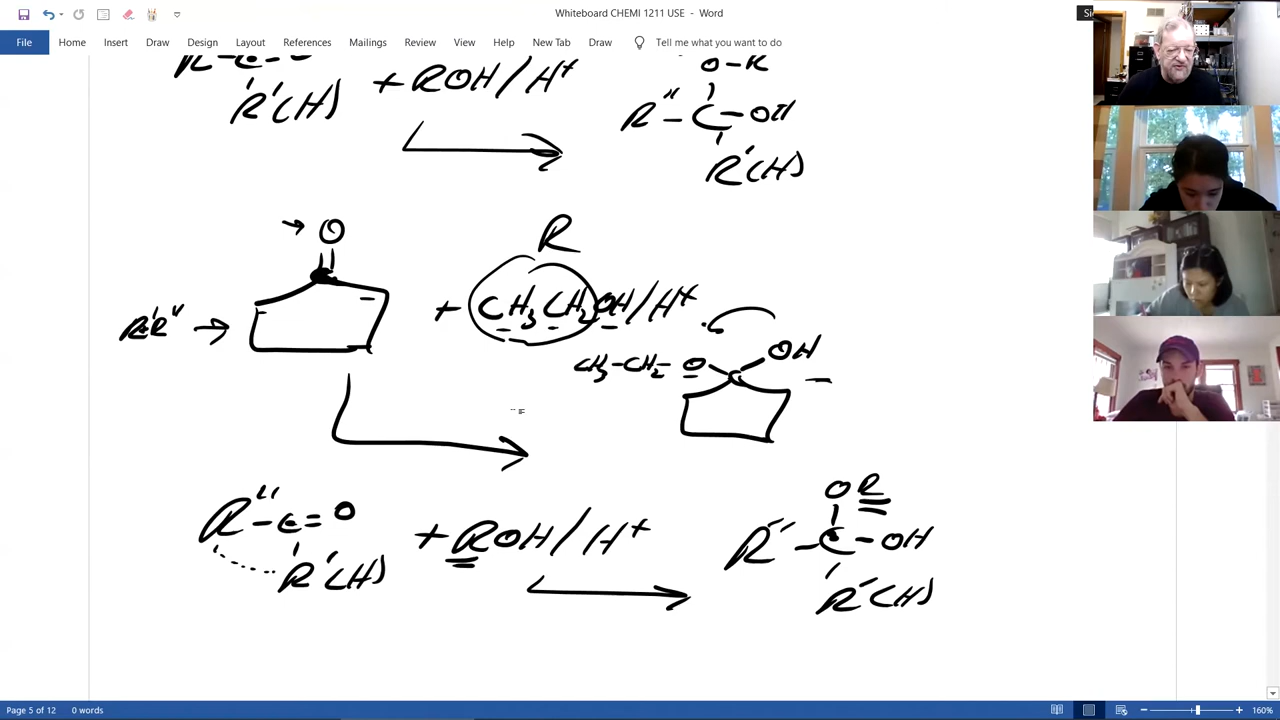 Whiteboard CHEMI 1211 USE - Word
File Home Insert Draw Design Layout References Mailings Review View Help New Tab Draw Tell me what you want to do
R'(H) + ROH/H+
O-R
R"-C-OH
R'(H)
→ O
R
+ CH3CH2OH/H+
R'R" →
CH3-CH2-O OH
R"-C=O
R'(H)
+ ROH/H+
OR
R"-C-OH
R'(H)
Page 5 of 12 0 words
160%